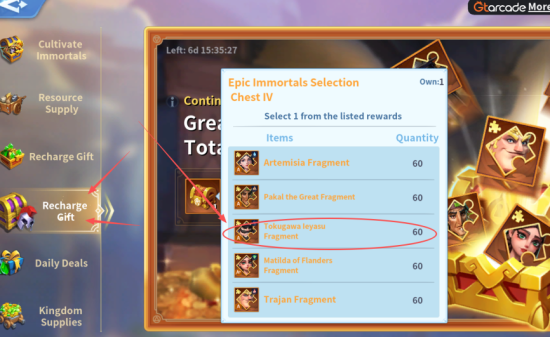 Gtarcade More
Cultivate
Immortals
Resource
Supply
Recharge Gift
Recharge
Gift
Daily Deals
Kingdom
Supplies
Left: 6d 15:35:27
Contin
Grea
Tota
1
Epic Immortals Selection
Chest IV
Own:1
Select 1 from the listed rewards
Items Quantity
Artemisia Fragment 60
Pakal the Great Fragment 60
Tokugawa Ieyasu
Fragment 60
Matilda of Flanders
Fragment 60
Trajan Fragment 60